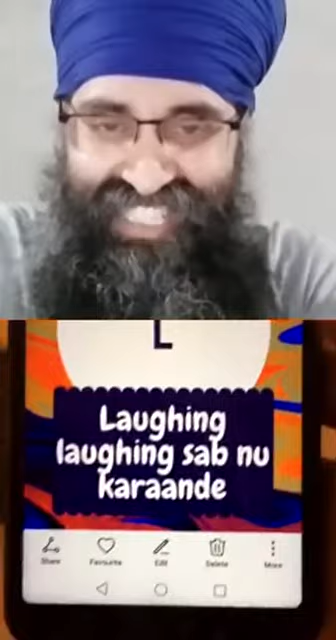 L
Laughing
laughing sab nu
karaande
Share Favourite Edit Delete More